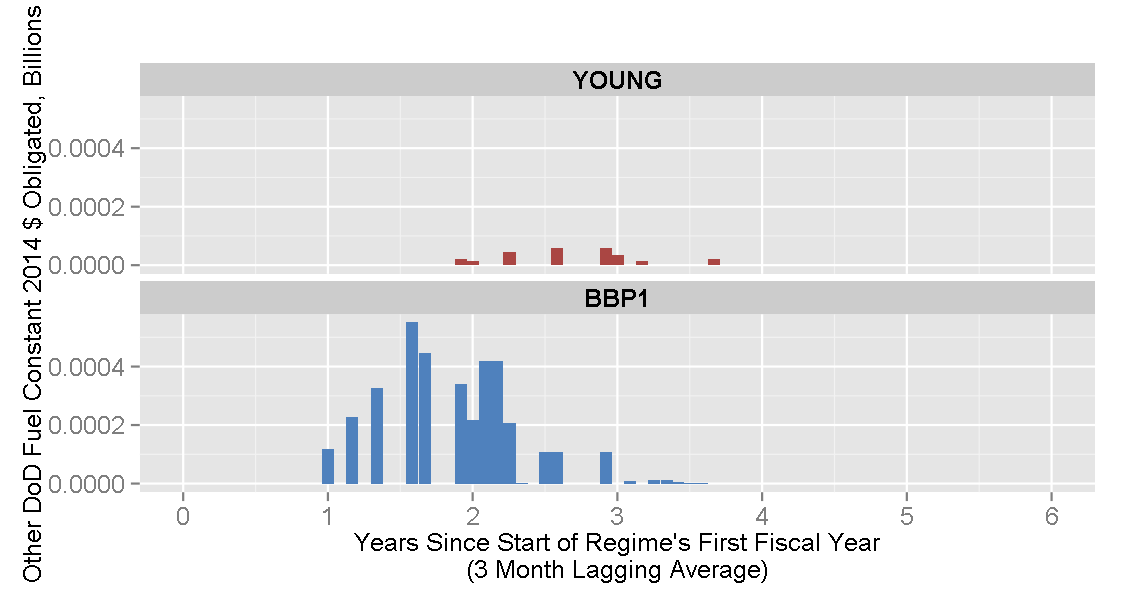 Other DoD Fuel Constant 2014 $ Obligated, Billions
YOUNG
0.0004
0.0002
0.0000
BBP1
0.0004
0.0002
0.0000
0 1 2 3 4 5 6
Years Since Start of Regime's First Fiscal Year
(3 Month Lagging Average)